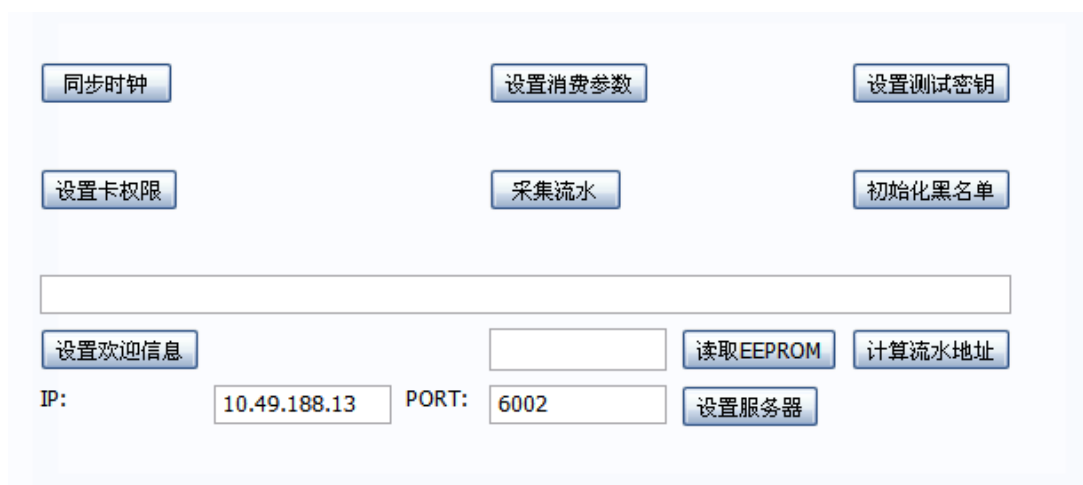 同步时钟 设置消费参数 设置测试密钥
设置卡权限 采集流水 初始化黑名单
设置欢迎信息 读取EEPROM 计算流水地址
IP: 10.49.188.13 PORT: 6002 设置服务器